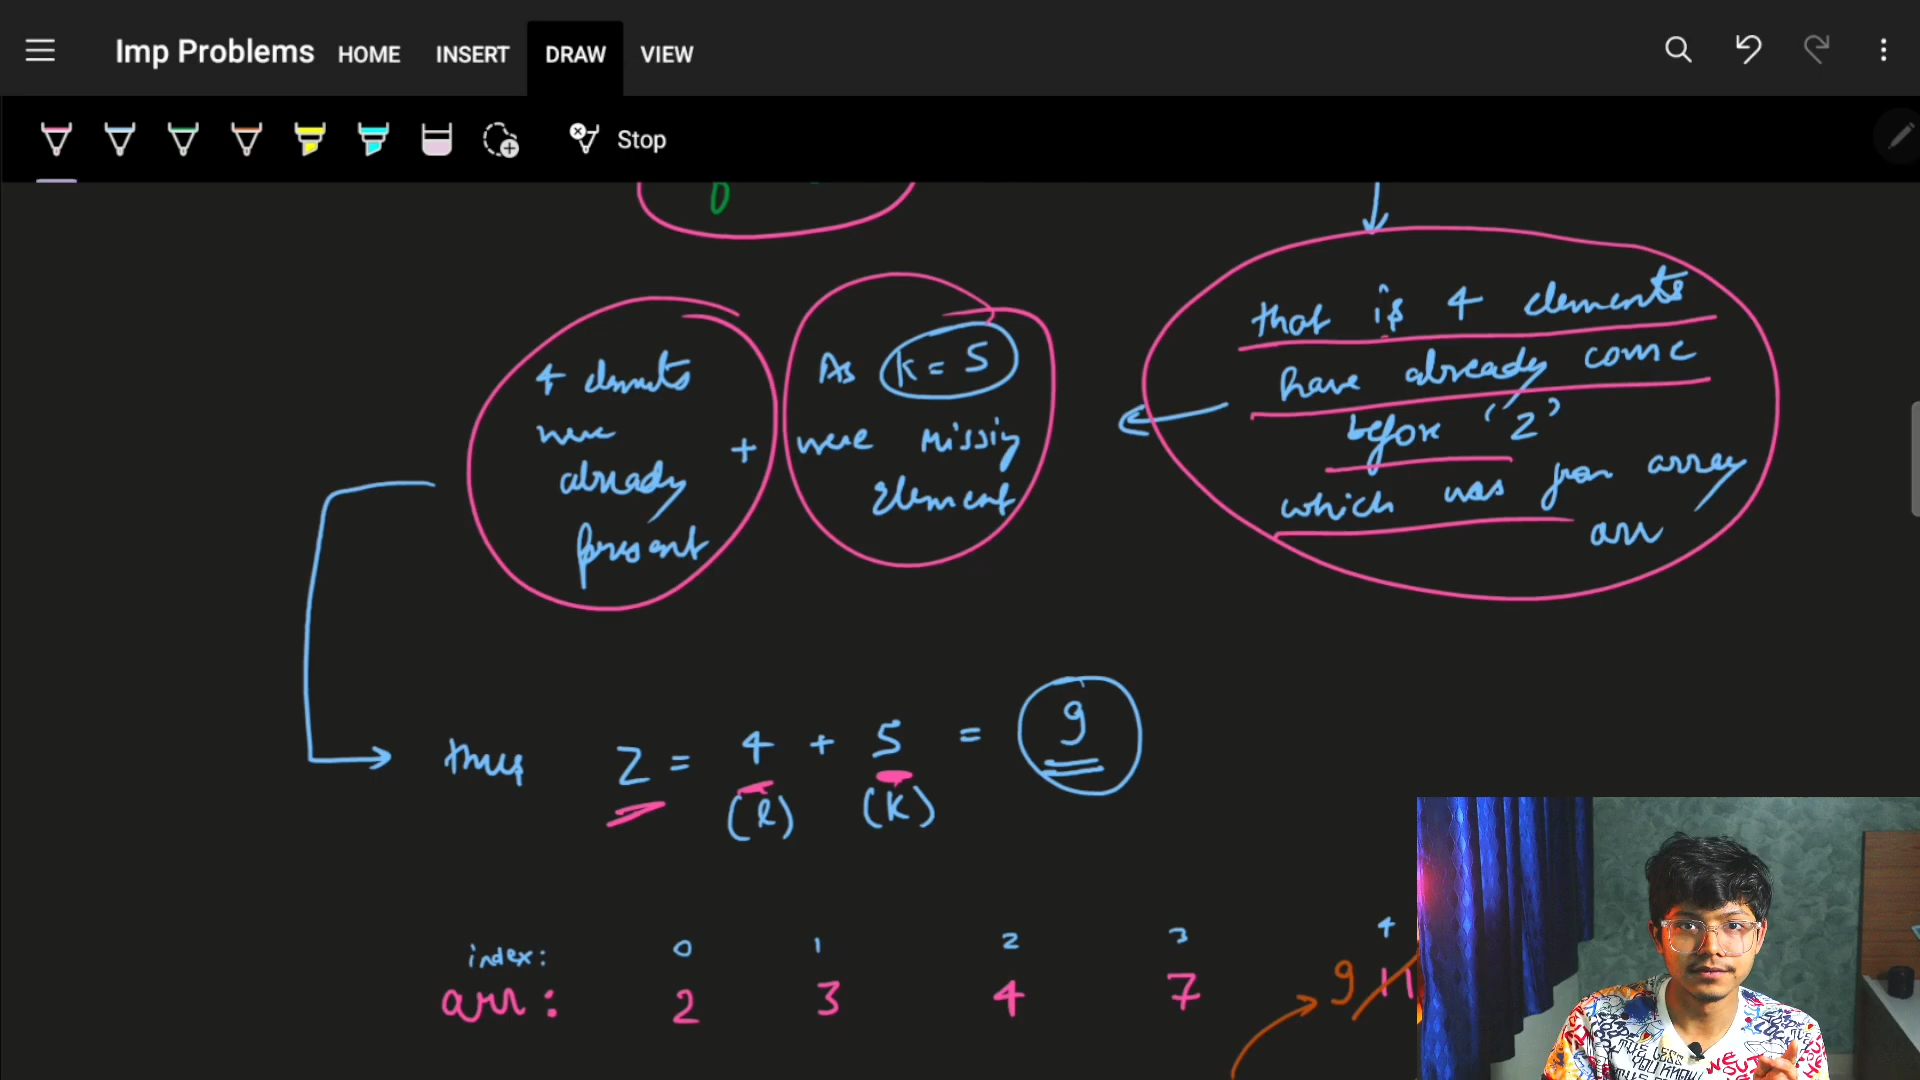 Imp Problems HOME INSERT DRAW VIEW
Stop
that is 4 elements
have already come
before '2'
which was from array
arr
4 elements
were
already
present
+
As K = 5
were missing
Element
thus 2 = 4 + 5 = 9
(l) (K)
index: 0 1 2 3 4
arr: 2 3 4 7 9 11